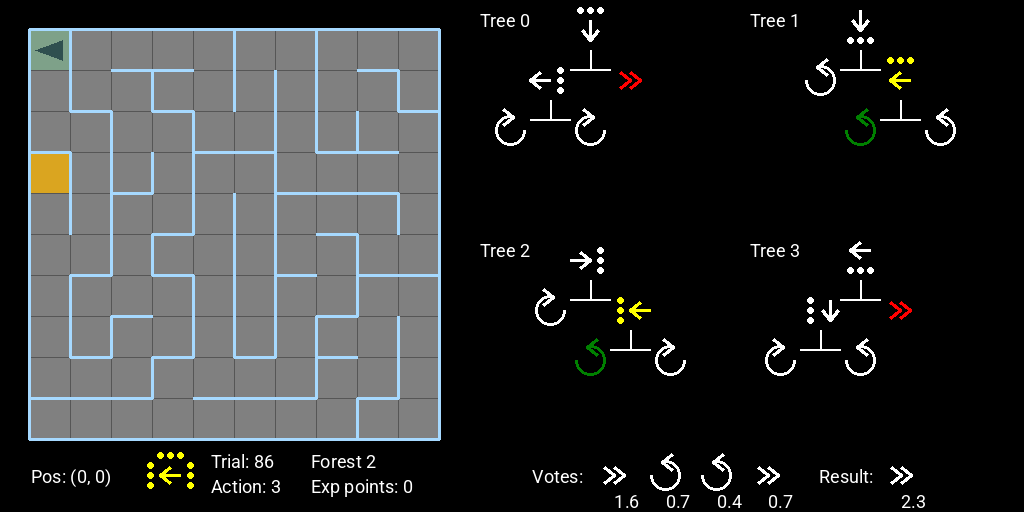 Tree 0
Tree 1
Tree 2
Tree 3
Pos: (0, 0)
Trial: 86
Forest 2
Action: 3
Exp points: 0
Votes:
Result:
1.6
0.7
0.4
0.7
2.3